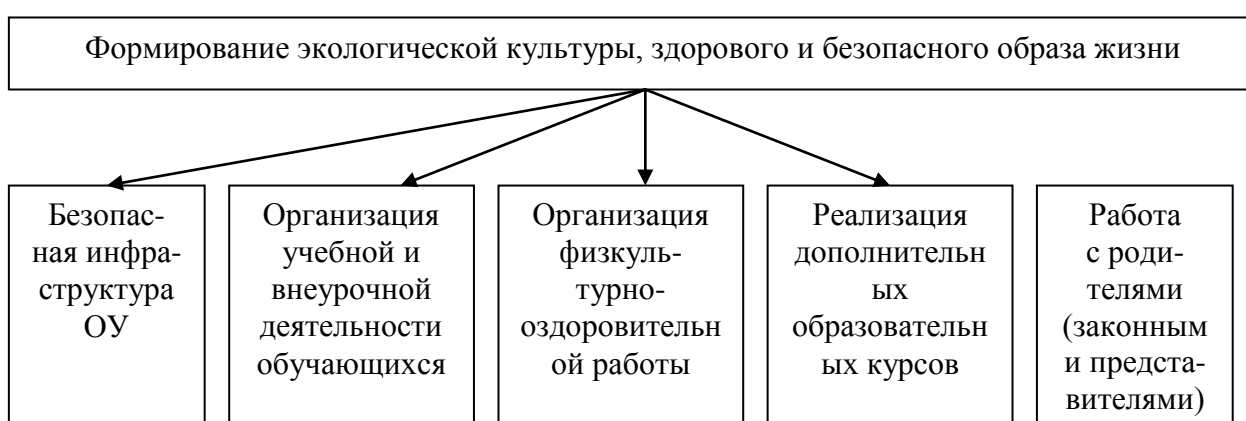 Формирование экологической культуры, здорового и безопасного образа жизни
Безопас-
ная инфра-
структура
ОУ
Организация
учебной и
внеурочной
деятельности
обучающихся
Организация
физкуль-
турно-
оздоровительн
ой работы
Реализация
дополнительн
ых
образовательн
ых курсов
Работа
с роди-
телями
(законным
и предста-
вителями)